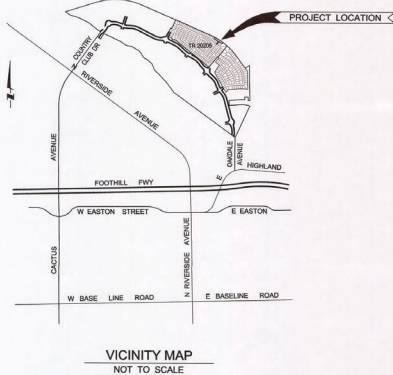 PROJECT LOCATION
TR 20206
N COUNTRY
CLUB DR
RIVERSIDE AVENUE
OAKDALE
AVENUE
E HIGHLAND
AVENUE
FOOTHILL FWY
W EASTON STREET
E EASTON
CACTUS
N RIVERSIDE AVENUE
W BASE LINE ROAD
E BASELINE ROAD
VICINITY MAP
NOT TO SCALE